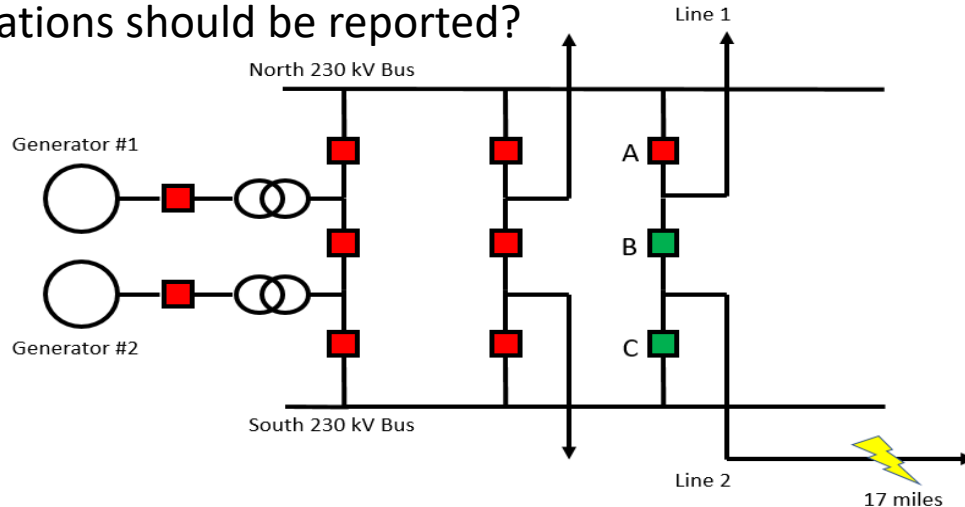 ations should be reported?
Line 1
North 230 kV Bus
Generator #1
A
B
Generator #2
C
South 230 kV Bus
Line 2
17 miles